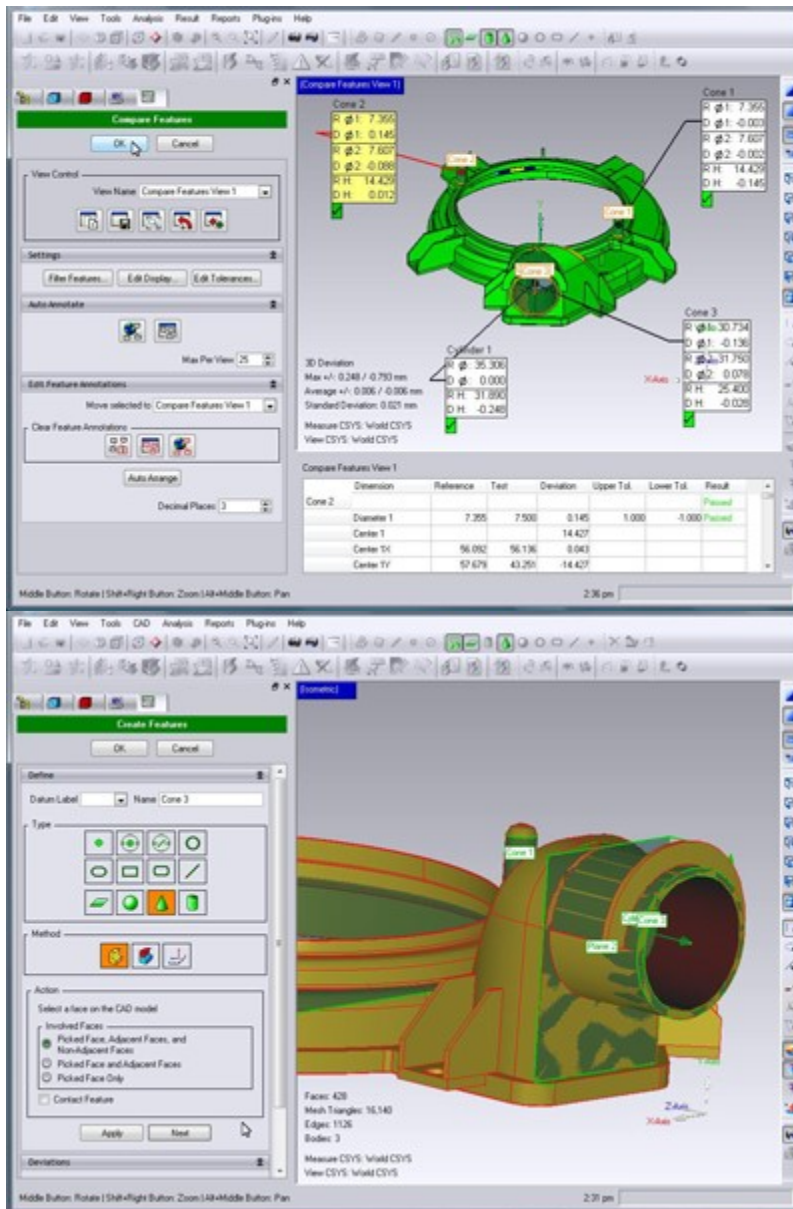 File Edit View Tools Analysis Result Reports Plug-ins Help
Compare Features
OK Cancel
View Control
View Name: Compare Features View 1
Settings
Filter Features... Edit Display... Edit Tolerances...
Auto Annotate
Max Per View: 25
Edit Feature Annotations
Move selected to: Compare Features View 1
Clear Feature Annotations
Auto Arrange
Decimal Places: 3
(Compare Features View 1)
Cone 2
R ø1: 7.355
D ø1: 0.145
R ø2: 7.607
D ø2: -0.088
R H: 14.429
D H: 0.012
Cone 2
Cone 1
R ø1: 7.355
D ø1: -0.003
R ø2: 7.607
D ø2: -0.002
R H: 14.429
D H: -0.145
Cone 1
Y
Cone 3
Cone 3
30.734
D ø1: -0.136
31.750
D ø2: 0.078
R H: 25.400
D H: -0.028
X-Axis
Cylinder 1
R ø: 35.306
D ø: 0.000
R H: 31.890
D H: -0.248
3D Deviation
Max +/-: 0.248 / -0.793 mm
Average +/-: 0.006 / -0.006 mm
Standard Deviation: 0.021 mm
Measure CSYS: World CSYS
View CSYS: World CSYS
Compare Features View 1
Dimension Reference Test Deviation Upper Tol. Lower Tol. Result
Cone 2 Passed
Diameter 1 7.355 7.500 0.145 1.000 -1.000 Passed
Center 1 14.427
Center 1X 56.092 56.136 0.043
Center 1Y 57.679 43.251 -14.427
Middle Button: Rotate | Shift+Right Button: Zoom | Alt+Middle Button: Pan 2:36 pm
File Edit View Tools CAD Analysis Reports Plug-ins Help
Create Features
OK Cancel
Define
Datum Label Name Cone 3
Type
Method
Action
Select a face on the CAD model
Involved Faces
Picked Face, Adjacent Faces, and
Non-Adjacent Faces
Picked Face and Adjacent Faces
Picked Face Only
Contact Feature
Apply Next
Deviations
(Isometric)
Cone 1
Cone 3
Plane 2
Y-Axis
Z-Axis
X-Axis
Faces: 428
Mesh Triangles: 16,140
Edges: 1126
Bodies: 3
Measure CSYS: World CSYS
View CSYS: World CSYS
Middle Button: Rotate | Shift+Right Button: Zoom | Alt+Middle Button: Pan 2:31 pm